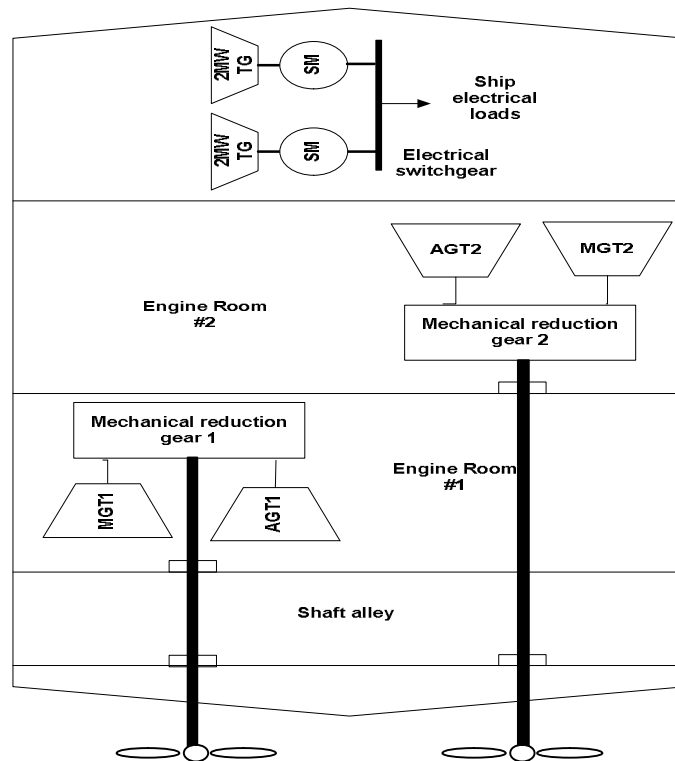 2MW
TG
SM
Ship
electrical
loads
2MW
TG
SM
Electrical
switchgear
AGT2
MGT2
Engine Room
#2
Mechanical reduction
gear 2
Mechanical reduction
gear 1
Engine Room
#1
MGT1
AGT1
Shaft alley